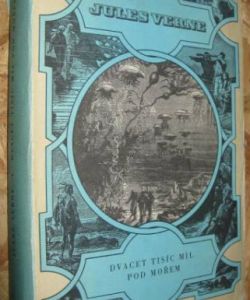 JULES VERNE
DVACET TISÍC MIL
POD MOŘEM